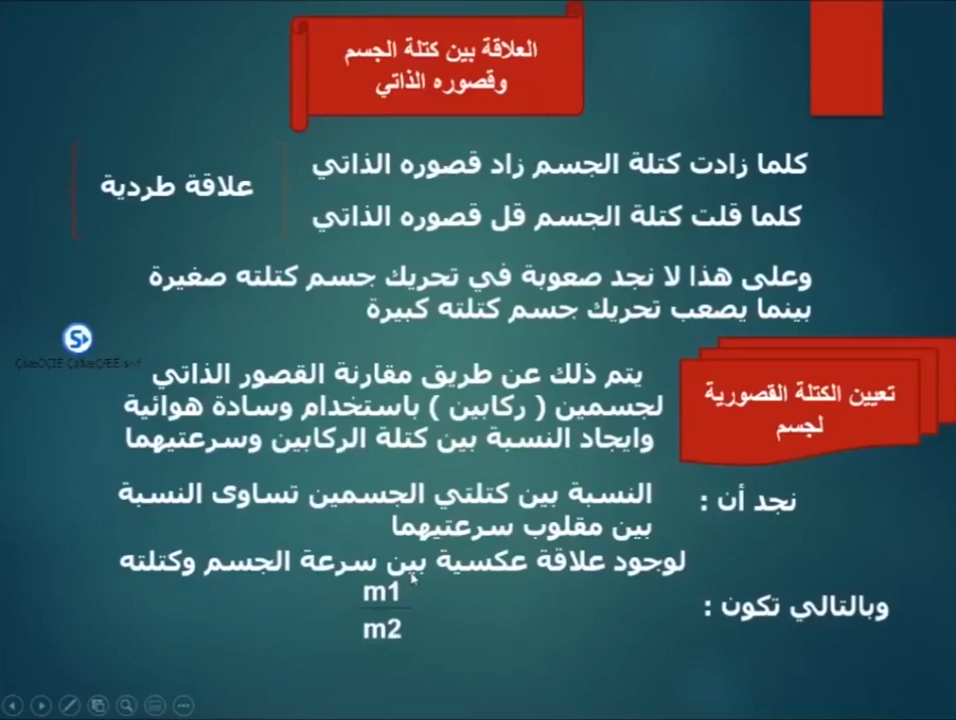 العلاقة بين كتلة الجسم
وقصوره الذاتي
كلما زادت كتلة الجسم زاد قصوره الذاتي
كلما قلت كتلة الجسم قل قصوره الذاتي
علاقة طردية
وعلى هذا لا نجد صعوبة في تحريك جسم كتلته صغيرة
بينما يصعب تحريك جسم كتلته كبيرة
تعيين الكتلة القصورية
لجسم
يتم ذلك عن طريق مقارنة القصور الذاتي
لجسمين ( ركابين ) باستخدام وسادة هوائية
وايجاد النسبة بين كتلة الركابين وسرعتيهما
نجد أن :
النسبة بين كتلتي الجسمين تساوى النسبة
بين مقلوب سرعتيهما
لوجود علاقة عكسية بين سرعة الجسم وكتلته
وبالتالي تكون :
m1
m2